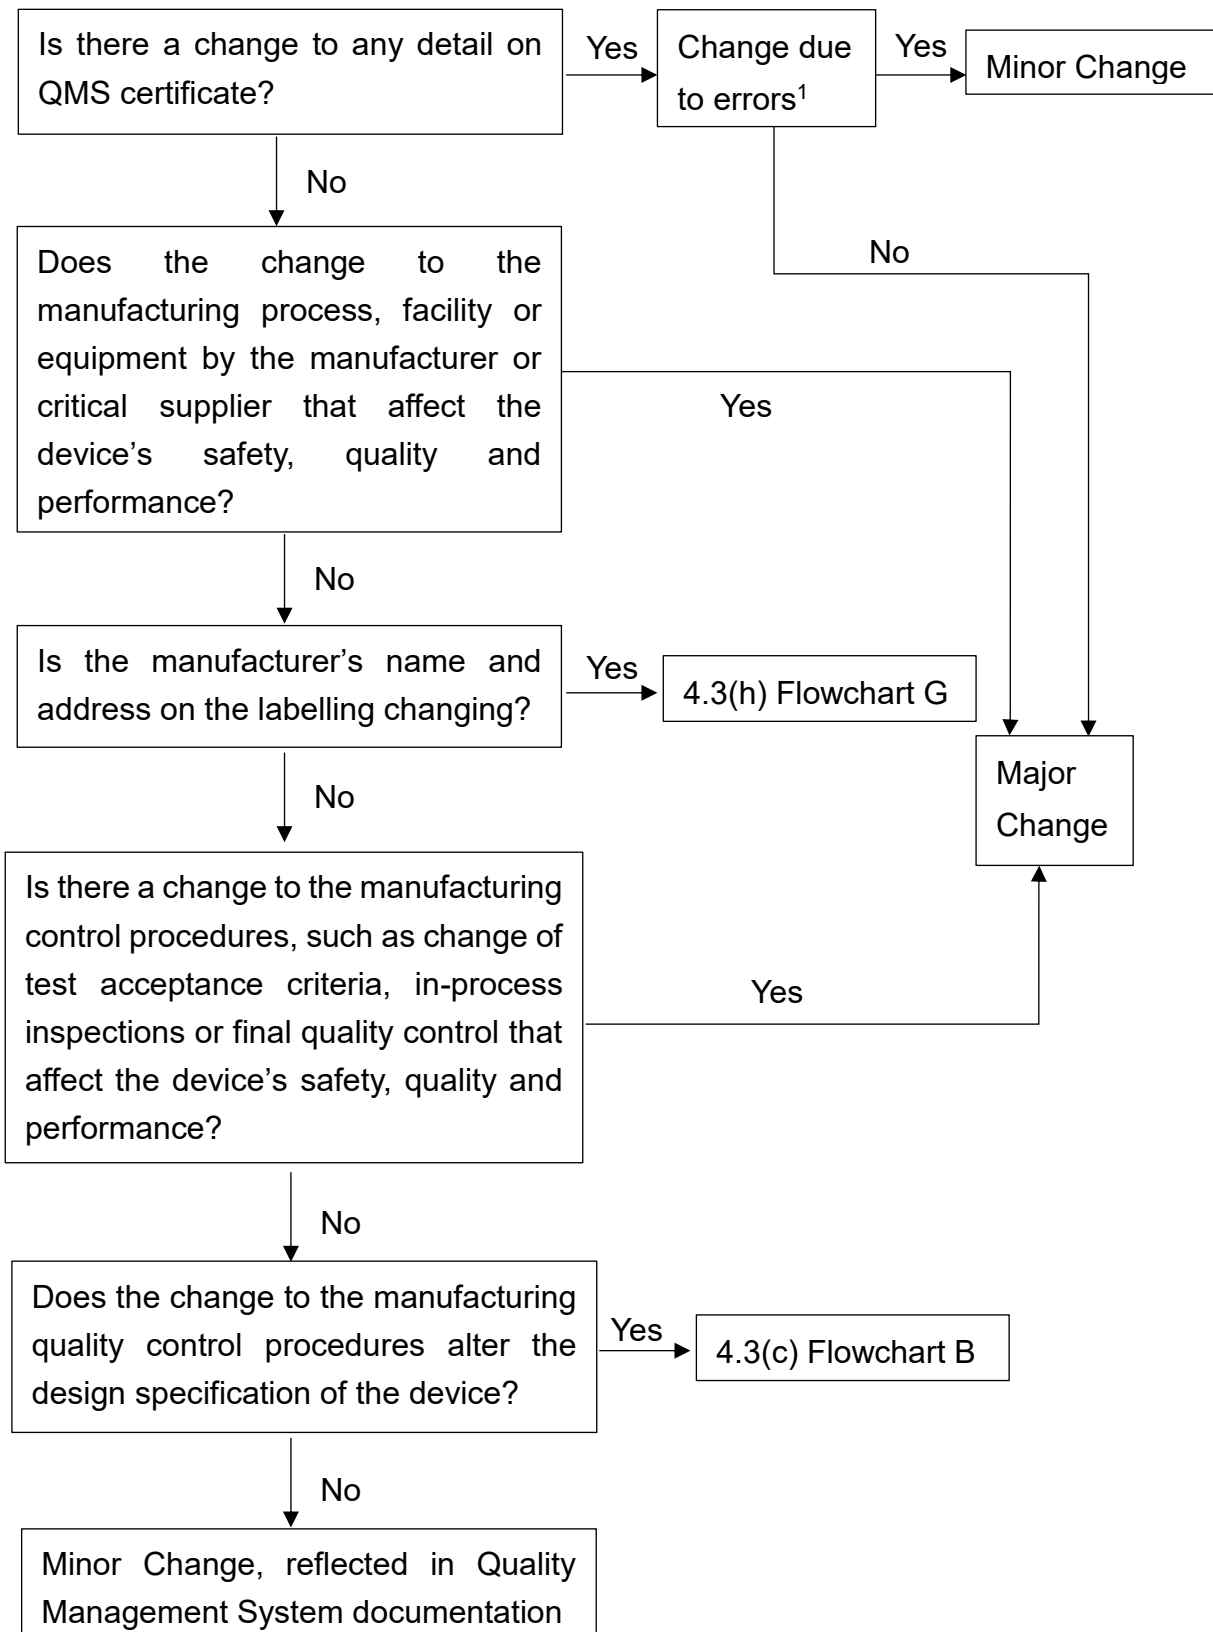 Is there a change to any detail on
QMS certificate?
Yes
Change due
to errors¹
Yes
Minor Change
No
No
Does the change to the
manufacturing process, facility or
equipment by the manufacturer or
critical supplier that affect the
device’s safety, quality and
performance?
Yes
No
Is the manufacturer’s name and
address on the labelling changing?
Yes
4.3(h) Flowchart G
Major
Change
No
Is there a change to the manufacturing
control procedures, such as change of
test acceptance criteria, in-process
inspections or final quality control that
affect the device’s safety, quality and
performance?
Yes
No
Does the change to the manufacturing
quality control procedures alter the
design specification of the device?
Yes
4.3(c) Flowchart B
No
Minor Change, reflected in Quality
Management System documentation